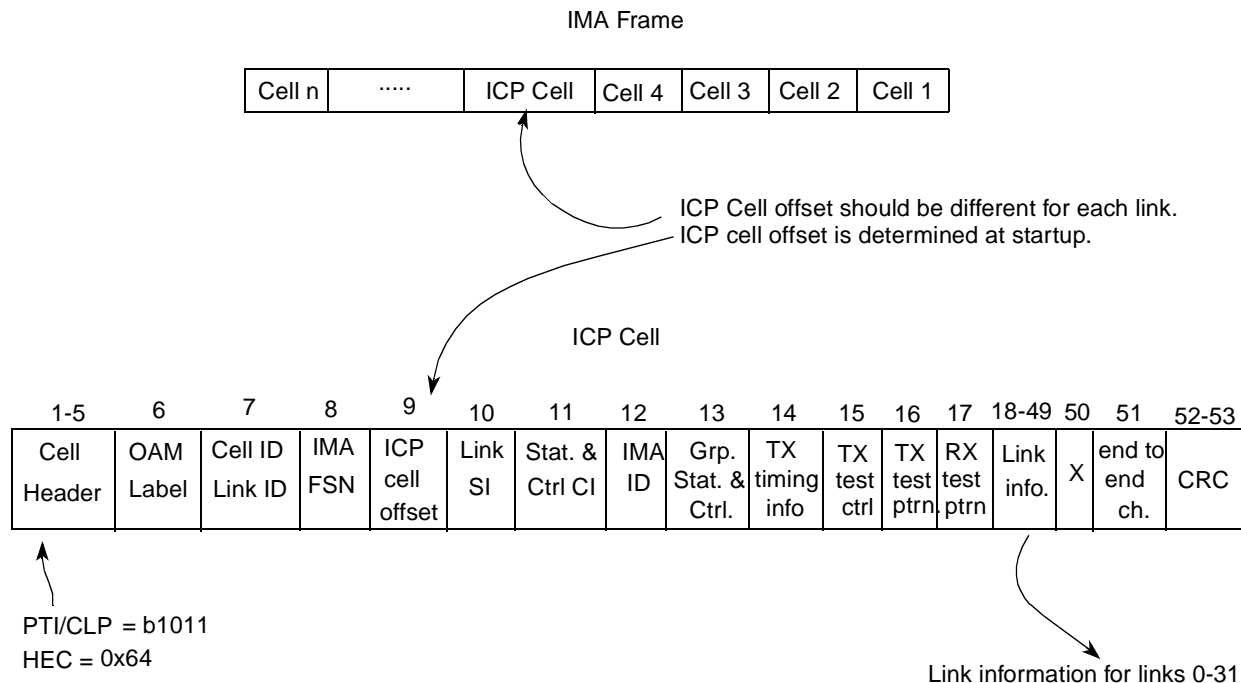 IMA Frame
Cell n ..... ICP Cell Cell 4 Cell 3 Cell 2 Cell 1
ICP Cell offset should be different for each link.
ICP cell offset is determined at startup.
ICP Cell
1-5 6 7 8 9 10 11 12 13 14 15 16 17 18-49 50 51 52-53
Cell Header
OAM Label
Cell ID Link ID
IMA FSN
ICP cell offset
Link SI
Stat. & Ctrl CI
IMA ID
Grp. Stat. & Ctrl.
TX timing info
TX test ctrl
TX test ptrn.
RX test ptrn
Link info.
X
end to end ch.
CRC
PTI/CLP = b1011
HEC = 0x64
Link information for links 0-31